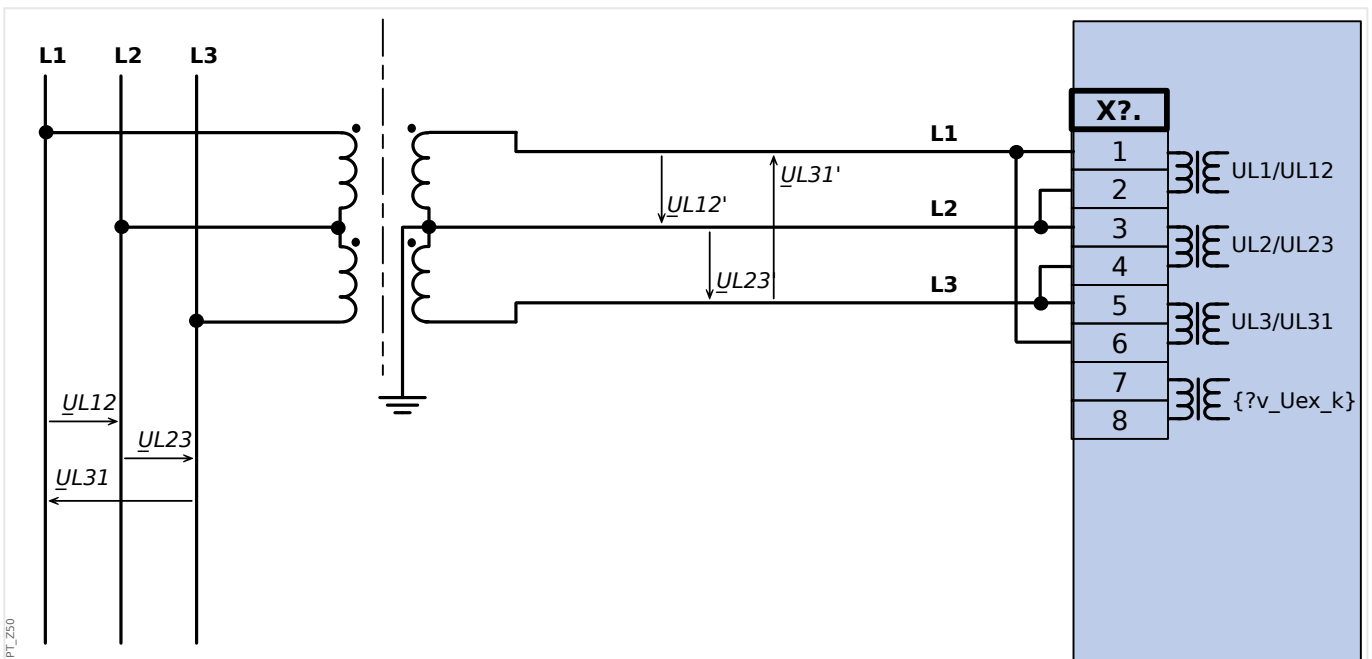 L1 L2 L3
X?.
L1
1
UL31'
UL1/UL12
2
UL12'
L2
3
UL2/UL23
4
UL23'
L3
5
UL3/UL31
6
7
UL12
{?v_Uex_k}
8
UL23
UL31
PT_Z50